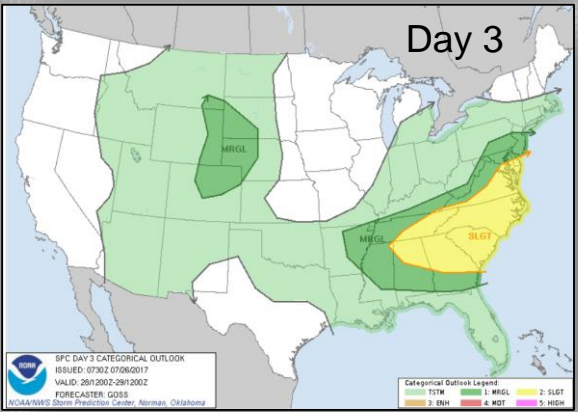 Day 3
MRGL
MRGL
SLGT
NOAA
SPC DAY 3 CATEGORICAL OUTLOOK
ISSUED: 0730Z 07/26/2017
VALID: 28/1200Z-29/1200Z
FORECASTER: GOSS
NOAA/NWS Storm Prediction Center, Norman, Oklahoma
Categorical Outlook Legend:
TSTM 1: MRGL 2: SLGT
3: ENH 4: MDT 5: HIGH